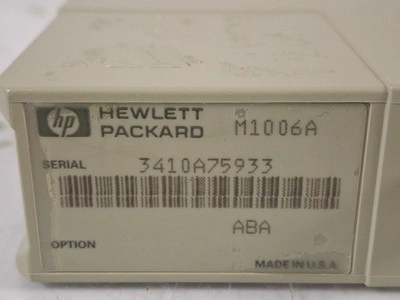 hp HEWLETT
PACKARD M1006A
SERIAL 3410A75933
ABA
OPTION
MADE IN U.S.A.